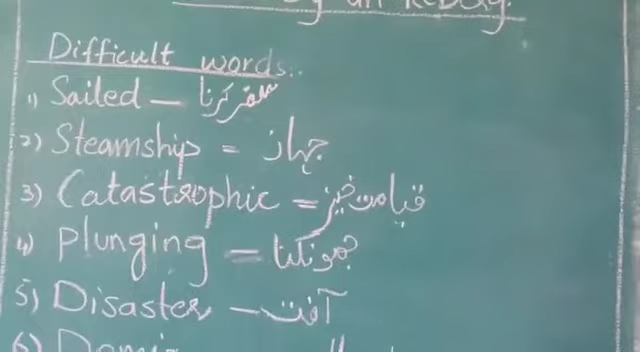 Difficult words..
1) Sailed — سفر کرنا
2) Steamship = جہاز
3) Catastrophic = قیامت خیز
4) Plunging — جھونکنا
5) Disaster — آفت
6)